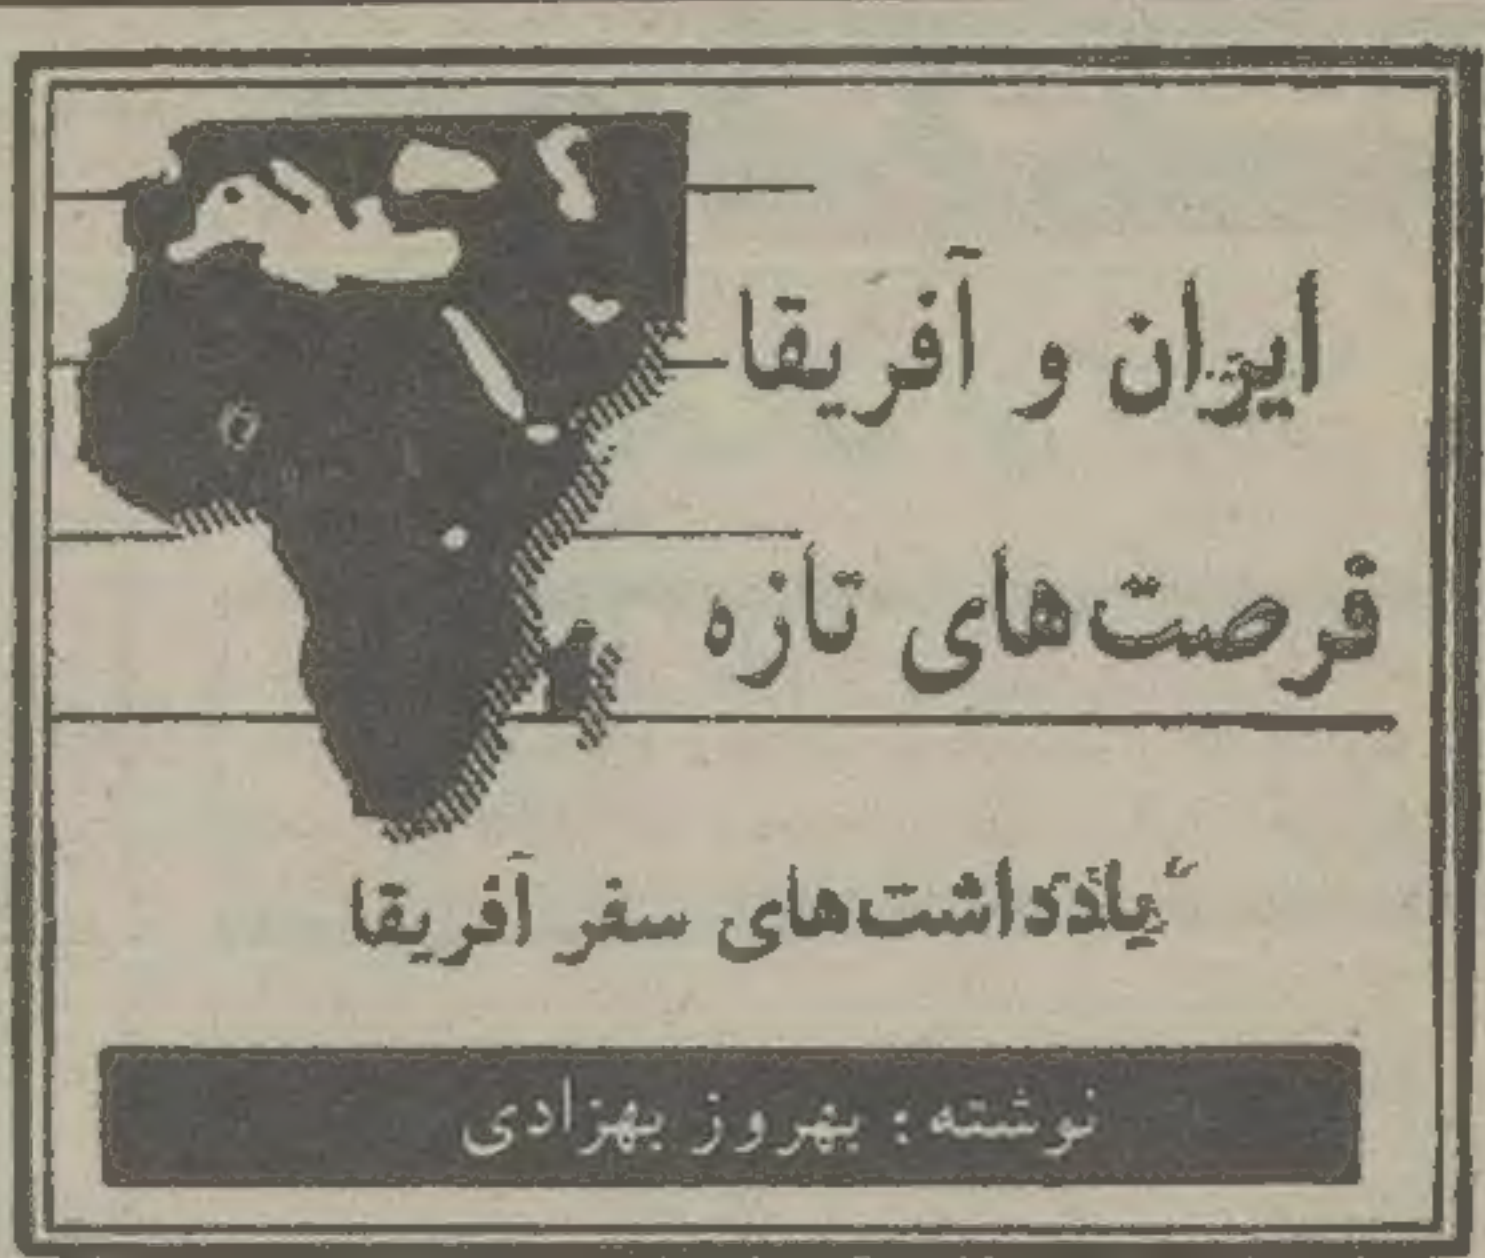 ایران و آفریقا
فرصت‌های تازه
یادداشت‌های سفر آفریقا
نوشته: بهروز بهزادی